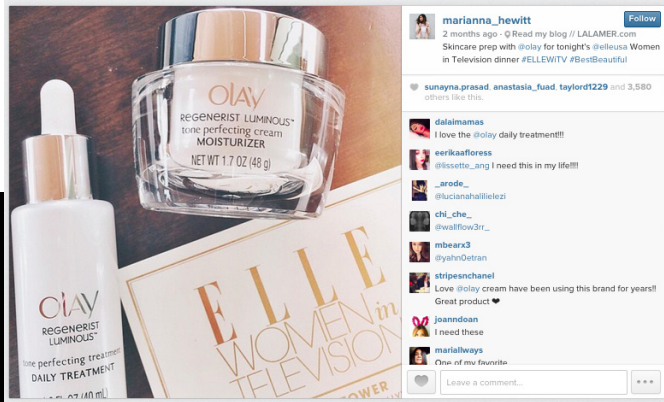 OLAY
REGENERIST LUMINOUS™
tone perfecting cream
MOISTURIZER
NET WT 1.7 OZ (48 g)
OLAY
REGENERIST
LUMINOUS™
tone perfecting treatment
DAILY TREATMENT
ELLE
WOMEN in
TELEVISION
marianna_hewitt
Follow
2 months ago · Read my blog // LALAMER.com
Skincare prep with @olay for tonight's @elleusa Women
in Television dinner #ELLEWiTV #BestBeautiful
sunayna.prasad, anastasia_fuad, taylord1229 and 3,580
others like this.
dalaimamas
I love the @olay daily treatment!!!
eerikaafloress
@lissette_ang I need this in my life!!!!
_arode_
@lucianahalilielezi
chi_che_
@wallflow3rr_
mbearx3
@yahn0etran
stripesnchanel
Love @olay cream have been using this brand for years!!
Great product ❤
joanndoan
I need these
mariallways
One of my favorite
Leave a comment...